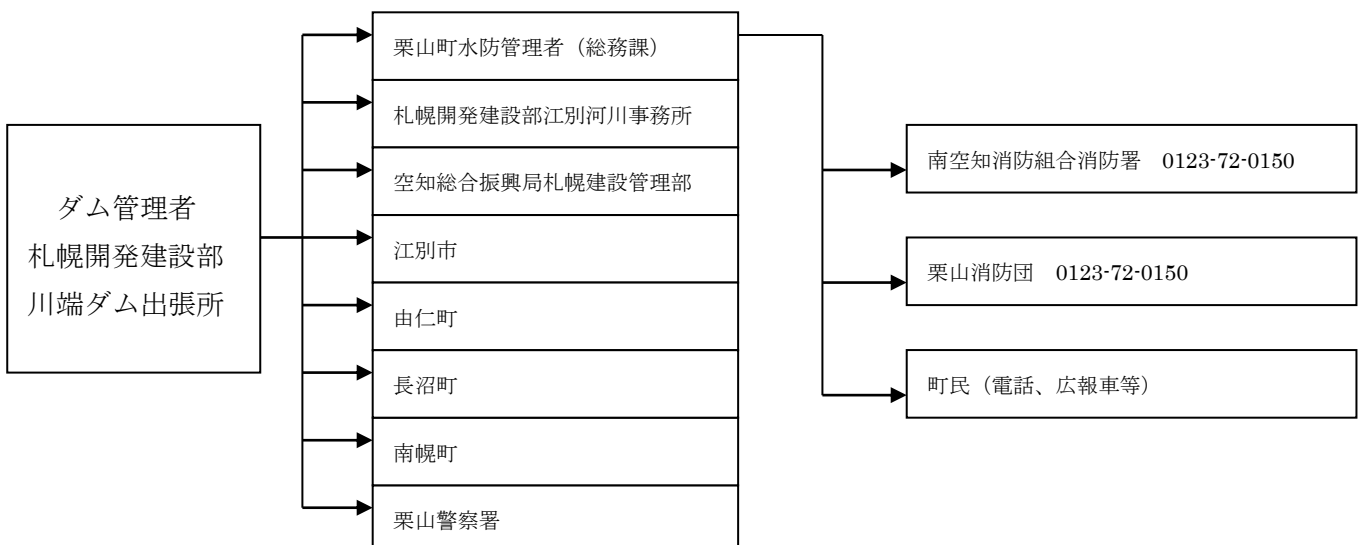 ダム管理者
札幌開発建設部
川端ダム出張所
栗山町水防管理者（総務課）
札幌開発建設部江別河川事務所
空知総合振興局札幌建設管理部
江別市
由仁町
長沼町
南幌町
栗山警察署
南空知消防組合消防署　0123-72-0150
栗山消防団　0123-72-0150
町民（電話、広報車等）